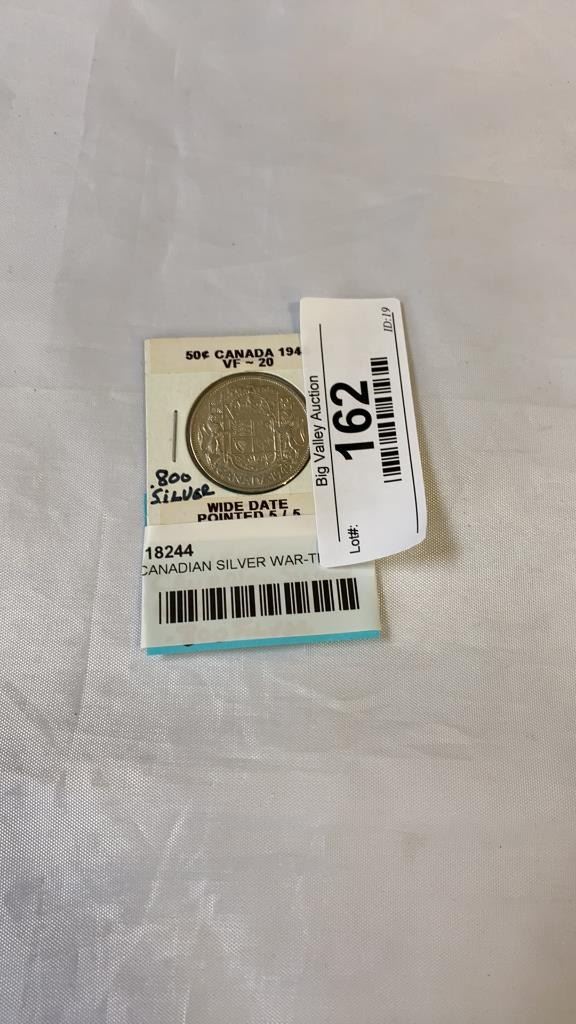 50¢ CANADA 194
VF ~ 20
.800
SILVER
CANADA
WIDE DATE
POINTED 5 / 5
18244
CANADIAN SILVER WAR-T
Big Valley Auction
162
Lot#:
ID:19